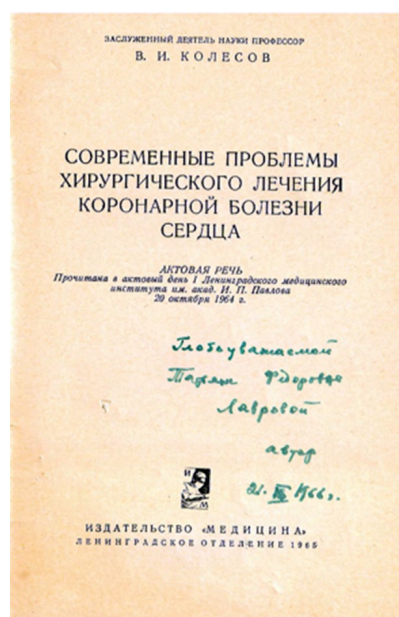 ЗАСЛУЖЕННЫЙ ДЕЯТЕЛЬ НАУКИ ПРОФЕССОР
В. И. КОЛЕСОВ
СОВРЕМЕННЫЕ ПРОБЛЕМЫ
ХИРУРГИЧЕСКОГО ЛЕЧЕНИЯ
КОРОНАРНОЙ БОЛЕЗНИ
СЕРДЦА
АКТОВАЯ РЕЧЬ
Прочитана в актовый день I Ленинградского медицинского
института им. акад. И. П. Павлова
20 октября 1964 г.
Глубокоуважаемой
Федоровне
Лавровой
автор
1966 г.
И
М
ИЗДАТЕЛЬСТВО «МЕДИЦИНА»
ЛЕНИНГРАДСКОЕ ОТДЕЛЕНИЕ 1965